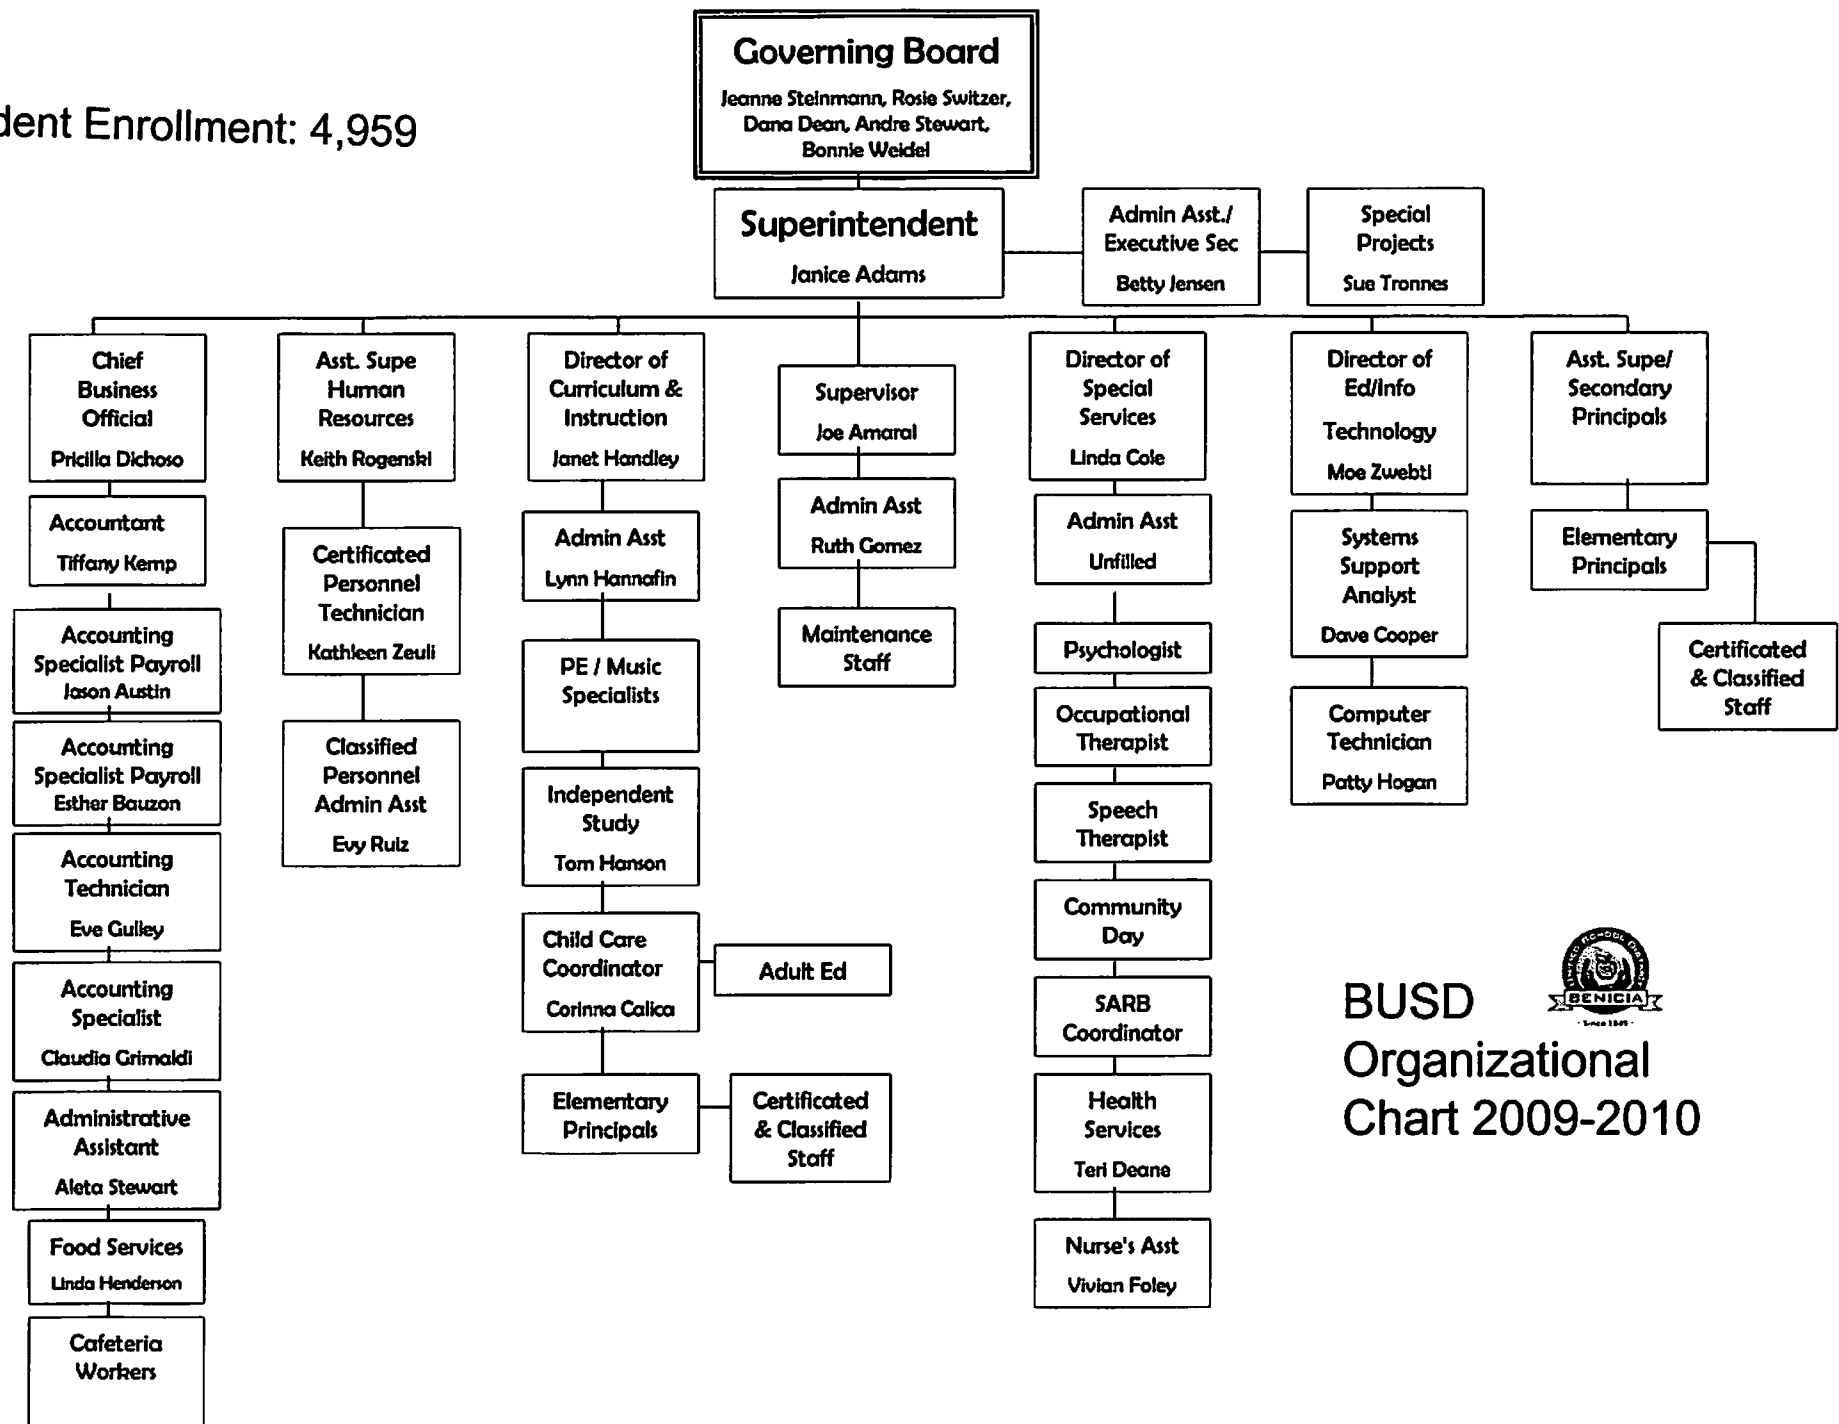 dent Enrollment: 4,959
Governing Board
Jeanne Steinmann, Rosie Switzer,
Dana Dean, Andre Stewart,
Bonnie Weidel
Superintendent
Janice Adams
Admin Asst./
Executive Sec
Betty Jensen
Special
Projects
Sue Tronnes
Chief
Business
Official
Pricilla Dichoso
Accountant
Tiffany Kemp
Accounting
Specialist Payroll
Jason Austin
Accounting
Specialist Payroll
Esther Bauzon
Accounting
Technician
Eve Gulley
Accounting
Specialist
Claudia Grimaldi
Administrative
Assistant
Aleta Stewart
Food Services
Linda Henderson
Cafeteria
Workers
Asst. Supe
Human
Resources
Keith Rogenski
Certificated
Personnel
Technician
Kathleen Zeuli
Classified
Personnel
Admin Asst
Evy Ruiz
Director of
Curriculum &
Instruction
Janet Handley
Admin Asst
Lynn Hannafin
PE / Music
Specialists
Independent
Study
Tom Hanson
Child Care
Coordinator
Corinna Calica
Adult Ed
Elementary
Principals
Certificated
& Classified
Staff
Supervisor
Joe Amaral
Admin Asst
Ruth Gomez
Maintenance
Staff
Director of
Special
Services
Linda Cole
Admin Asst
Unfilled
Psychologist
Occupational
Therapist
Speech
Therapist
Community
Day
SARB
Coordinator
Health
Services
Teri Deane
Nurse's Asst
Vivian Foley
Director of
Ed/Info
Technology
Moe Zwebti
Systems
Support
Analyst
Dave Cooper
Computer
Technician
Patty Hogan
Asst. Supe/
Secondary
Principals
Elementary
Principals
Certificated
& Classified
Staff
BUSD
BENICIA
Organizational
Chart 2009-2010